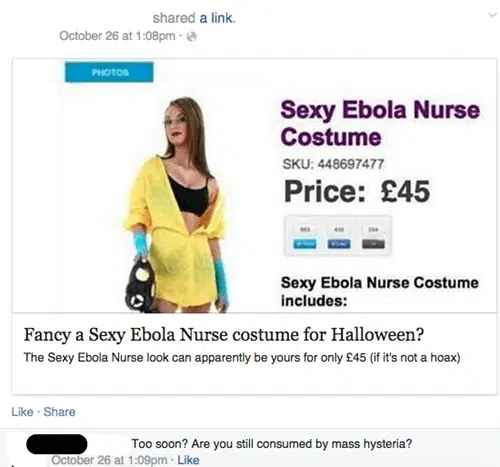 shared a link.
October 26 at 1:08pm ·
PHOTOS
Sexy Ebola Nurse
Costume
SKU: 448697477
Price: £45
Sexy Ebola Nurse Costume
includes:
Fancy a Sexy Ebola Nurse costume for Halloween?
The Sexy Ebola Nurse look can apparently be yours for only £45 (if it's not a hoax)
Like · Share
Too soon? Are you still consumed by mass hysteria?
October 26 at 1:09pm · Like